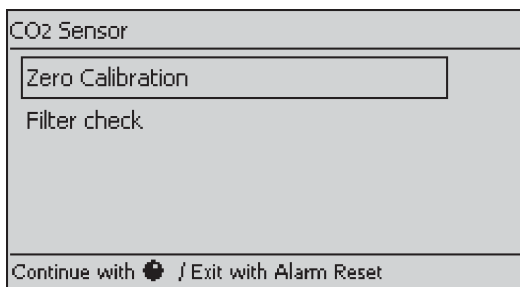 CO2 Sensor
Zero Calibration
Filter check
Continue with / Exit with Alarm Reset